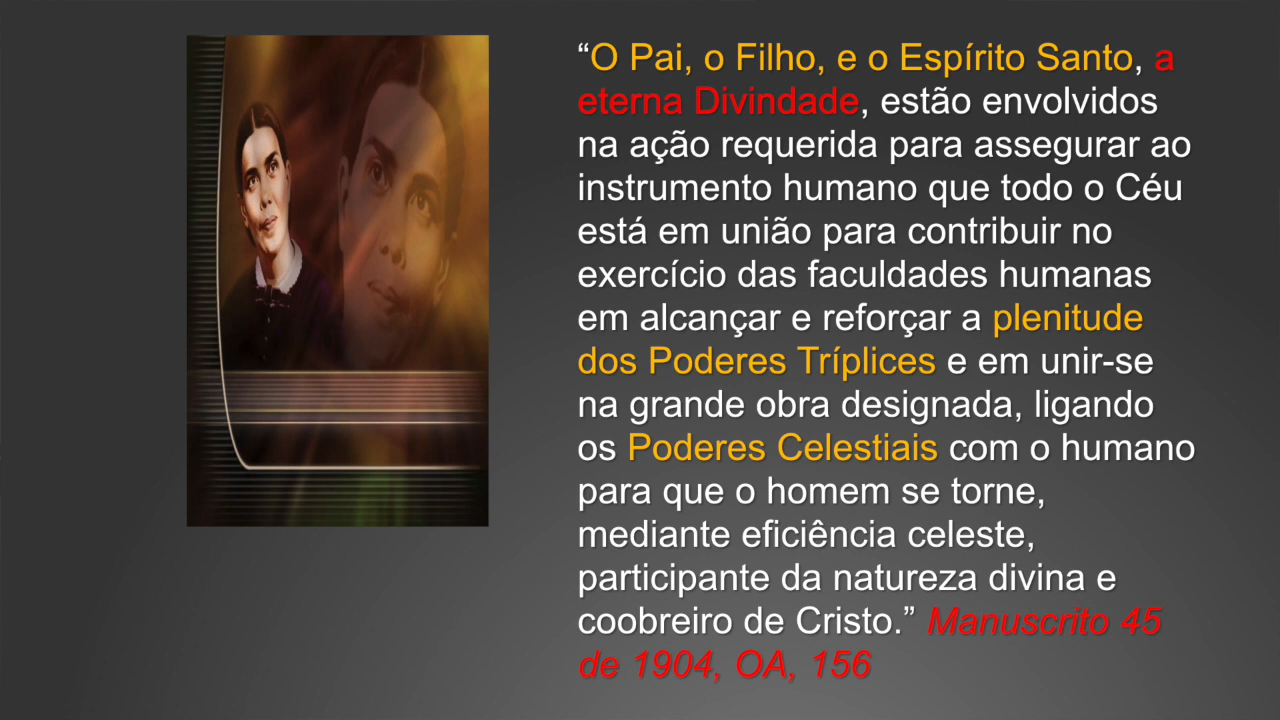 “O Pai, o Filho, e o Espírito Santo, a
eterna Divindade, estão envolvidos
na ação requerida para assegurar ao
instrumento humano que todo o Céu
está em união para contribuir no
exercício das faculdades humanas
em alcançar e reforçar a plenitude
dos Poderes Tríplices e em unir-se
na grande obra designada, ligando
os Poderes Celestiais com o humano
para que o homem se torne,
mediante eficiência celeste,
participante da natureza divina e
coobreiro de Cristo.” Manuscrito 45
de 1904, OA, 156